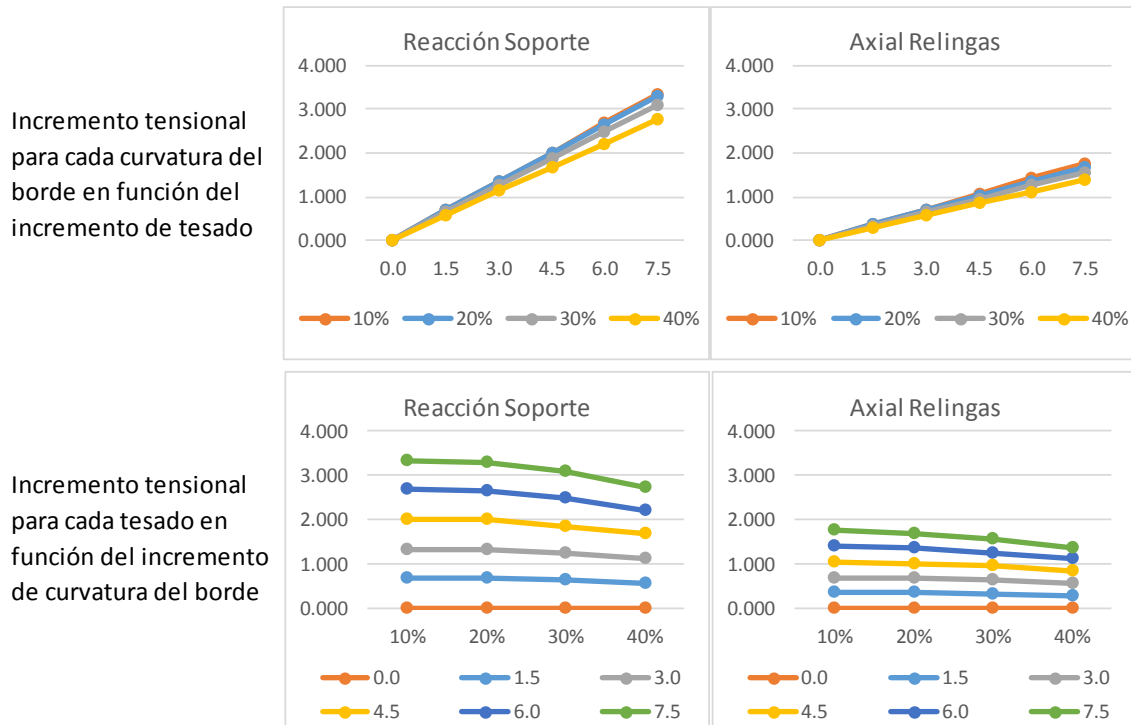 Incremento tensional
para cada curvatura del
borde en función del
incremento de tesado
Reacción Soporte
4.000
3.000
2.000
1.000
0.000
0.0 1.5 3.0 4.5 6.0 7.5
10% 20% 30% 40%
Axial Relingas
4.000
3.000
2.000
1.000
0.000
0.0 1.5 3.0 4.5 6.0 7.5
10% 20% 30% 40%
Incremento tensional
para cada tesado en
función del incremento
de curvatura del borde
Reacción Soporte
4.000
3.000
2.000
1.000
0.000
10% 20% 30% 40%
0.0 1.5 3.0
4.5 6.0 7.5
Axial Relingas
4.000
3.000
2.000
1.000
0.000
10% 20% 30% 40%
0.0 1.5 3.0
4.5 6.0 7.5